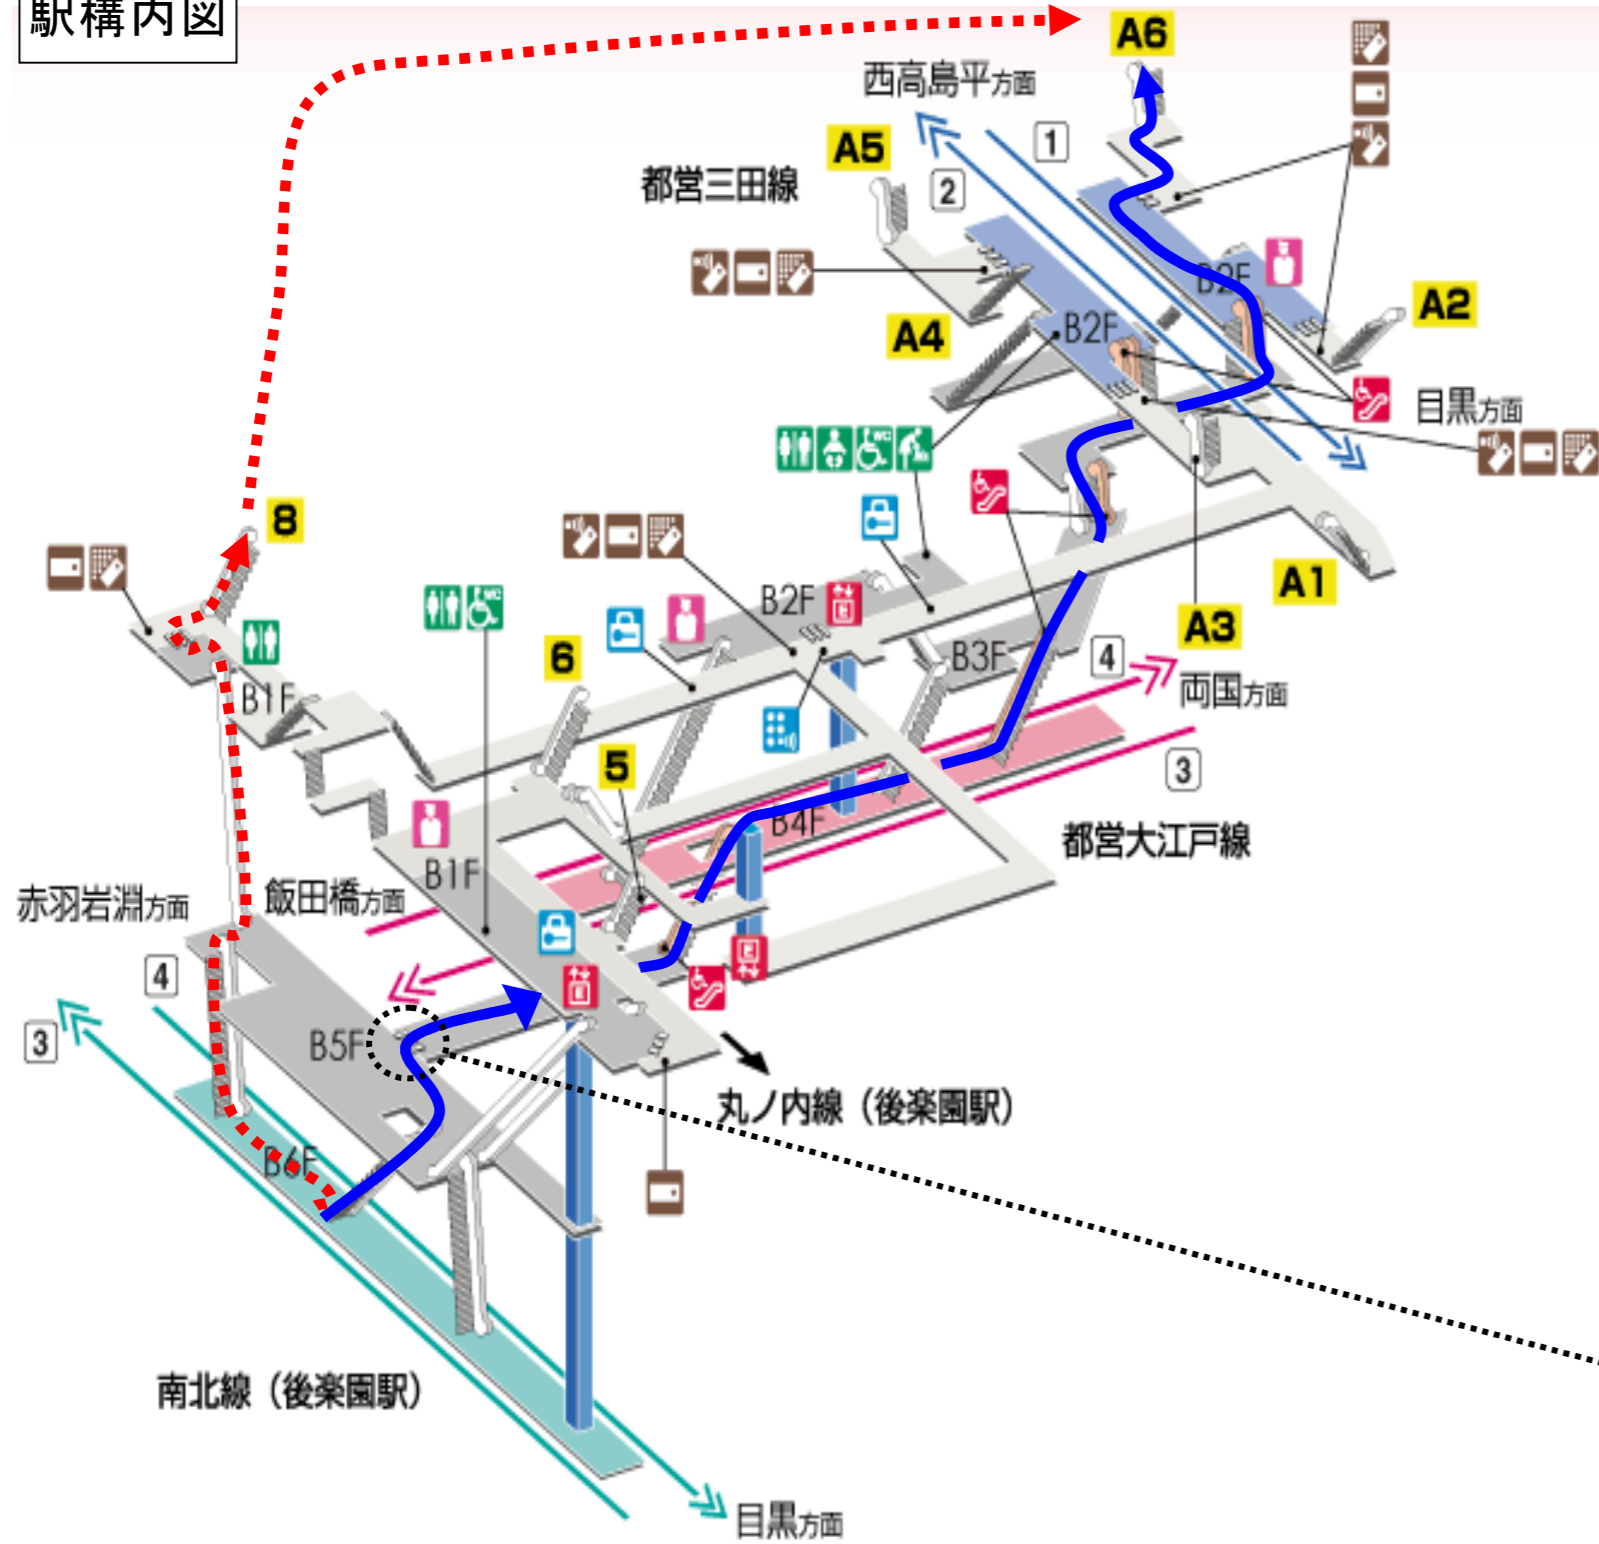 駅構内図
A6
西高島平方面
1
A5
2
都営三田線
B2F
A2
A4
B2F
目黒方面
8
A1
B2F
A3
6
B3F
4
両国方面
B1F
5
3
B4F
都営大江戸線
B1F
赤羽岩淵方面
飯田橋方面
4
3
B5F
丸ノ内線（後楽園駅）
B6F
南北線（後楽園駅）
目黒方面